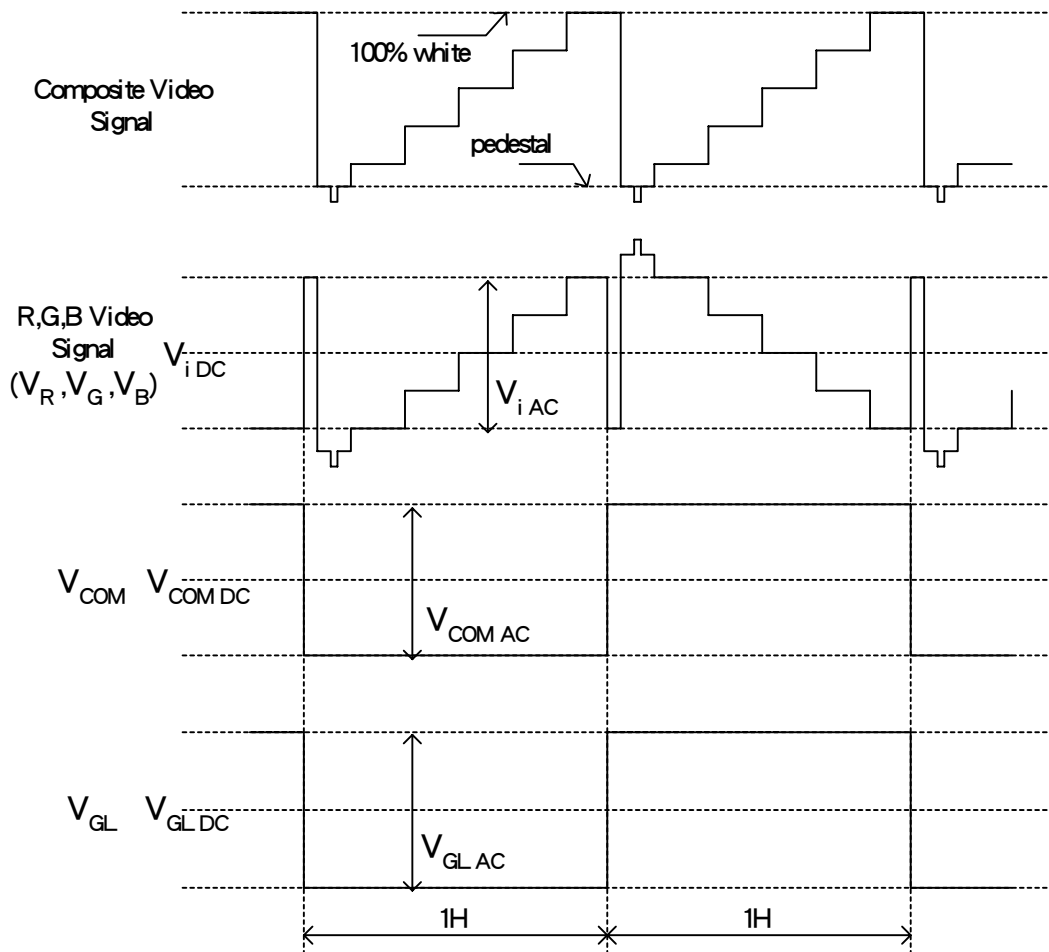 100% white
Composite Video
Signal
pedestal
R,G,B Video
Signal
(V_R ,V_G ,V_B)
V_i DC
V_i AC
V_COM V_COM DC
V_COM AC
V_GL V_GL DC
V_GL AC
1H 1H